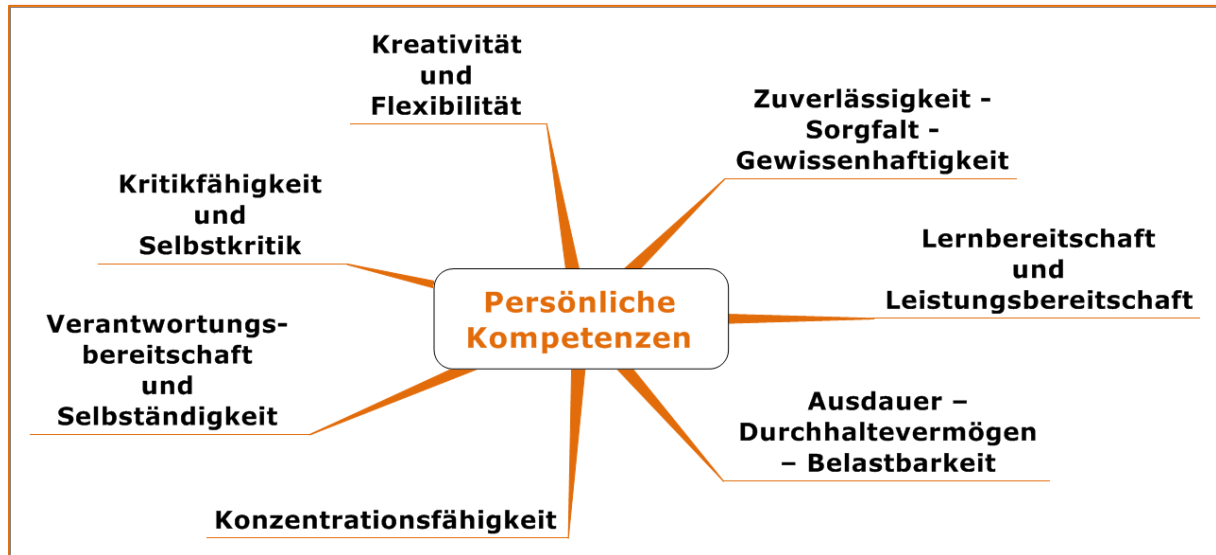 Kreativität
und
Flexibilität
Zuverlässigkeit -
Sorgfalt -
Gewissenhaftigkeit
Kritikfähigkeit
und
Selbstkritik
Lernbereitschaft
und
Leistungsbereitschaft
Persönliche
Kompetenzen
Verantwortungs-
bereitschaft
und
Selbständigkeit
Ausdauer –
Durchhaltevermögen
– Belastbarkeit
Konzentrationsfähigkeit